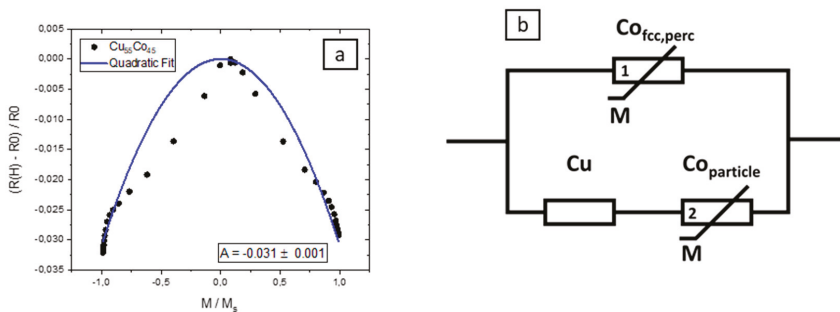 a
Cu55Co45
Quadratic Fit
0,005
0,000
-0,005
-0,010
-0,015
-0,020
-0,025
-0,030
-0,035
(R(H) - R0) / R0
A = -0.031 ± 0.001
-1,0 -0,5 0,0 0,5 1,0
M / Ms
b
Cofcc,perc
1
M
Cu
Coparticle
2
M